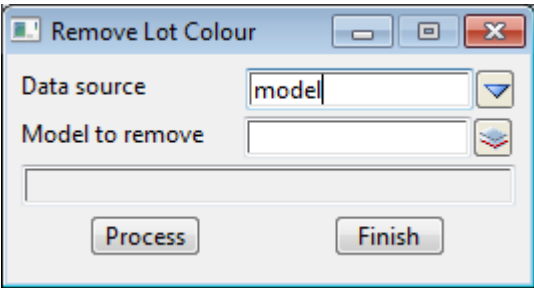 Remove Lot Colour
Data source model
Model to remove
Process Finish